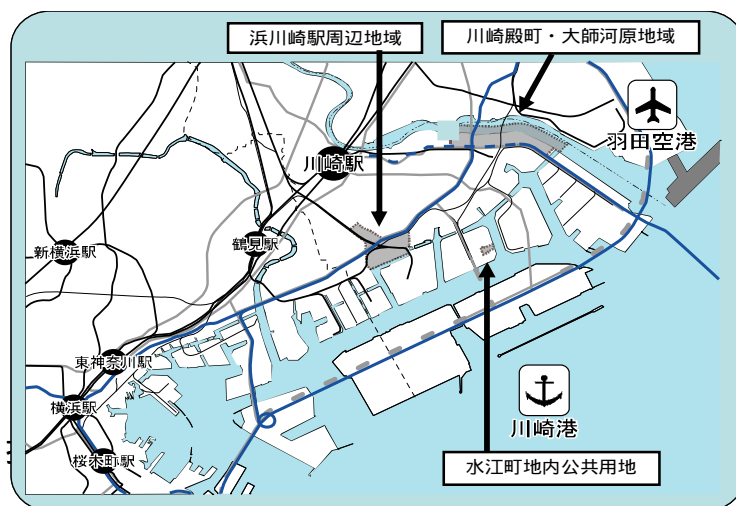 浜川崎駅周辺地域
川崎殿町・大師河原地域
羽田空港
川崎駅
鶴見駅
新横浜駅
東神奈川駅
横浜駅
川崎港
桜木町駅
水江町地内公共用地